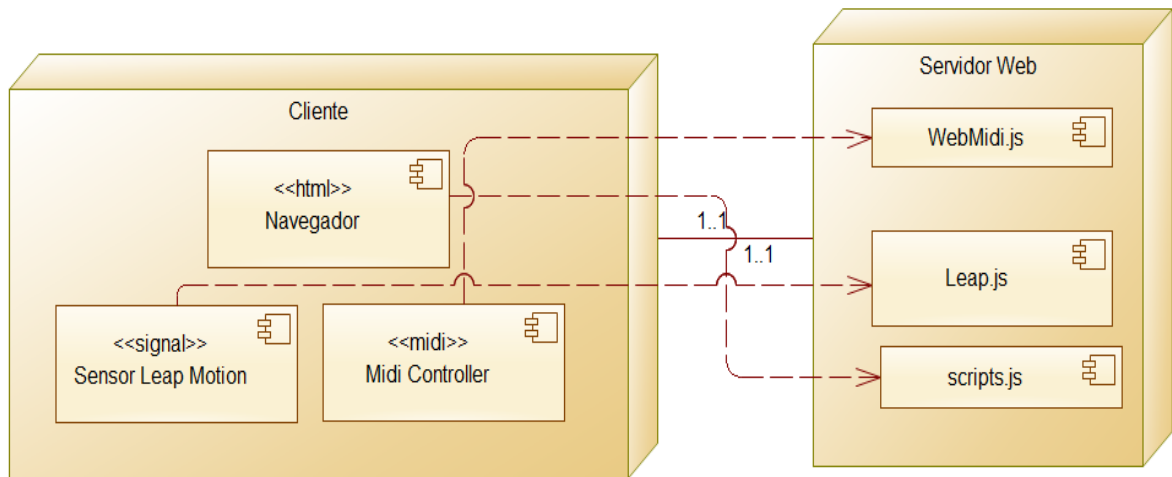 Cliente
<<html>>
Navegador
<<signal>>
Sensor Leap Motion
<<midi>>
Midi Controller
1..1
1..1
Servidor Web
WebMidi.js
Leap.js
scripts.js